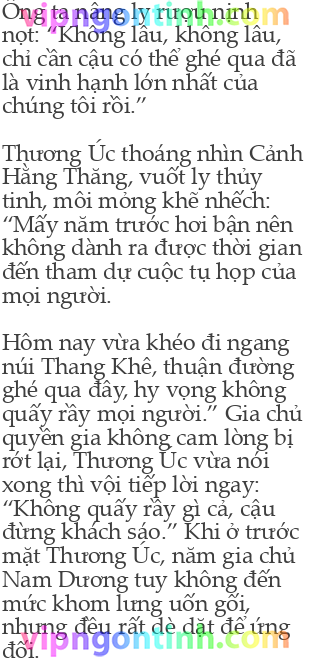 Ông ta nâng ly rượu nịnh
nọt: “Không lâu, không lâu,
chỉ cần cậu có thể ghé qua đã
là vinh hạnh lớn nhất của
chúng tôi rồi.”
Thương Úc thoáng nhìn Cảnh
Hằng Thăng, vuốt ly thủy
tinh, môi mỏng khẽ nhếch:
“Mấy năm trước hơi bận nên
không dành ra được thời gian
đến tham dự cuộc tụ họp của
mọi người.
Hôm nay vừa khéo đi ngang
núi Thang Khê, thuận đường
ghé qua đây, hy vọng không
quấy rầy mọi người.” Gia chủ
quyền gia không cam lòng bị
rớt lại, Thương Úc vừa nói
xong thì vội tiếp lời ngay:
“Không quấy rầy gì cả, cậu
đừng khách sáo.” Khi ở trước
mặt Thương Úc, năm gia chủ
Nam Dương tuy không đến
mức khom lưng uốn gối,
nhưng đều rất dè dặt để ứng
đối.
vipngontinh.com
vipngontinh.com